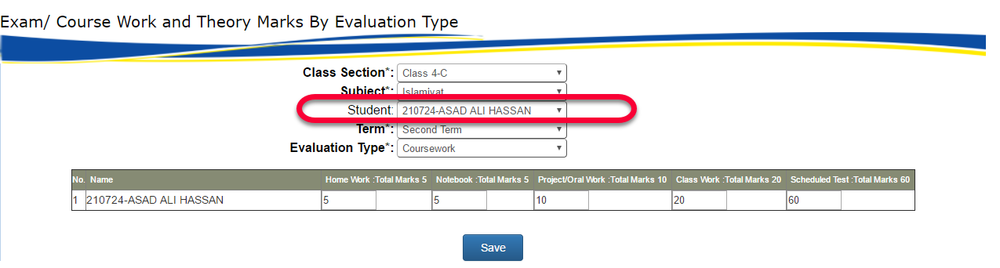 Exam/ Course Work and Theory Marks By Evaluation Type
Class Section*: Class 4-C
Subject*: Islamiyat
Student: 210724-ASAD ALI HASSAN
Term*: Second Term
Evaluation Type*: Coursework
No. Name Home Work :Total Marks 5 Notebook :Total Marks 5 Project/Oral Work :Total Marks 10 Class Work :Total Marks 20 Scheduled Test :Total Marks 60
1 210724-ASAD ALI HASSAN 5 5 10 20 60
Save